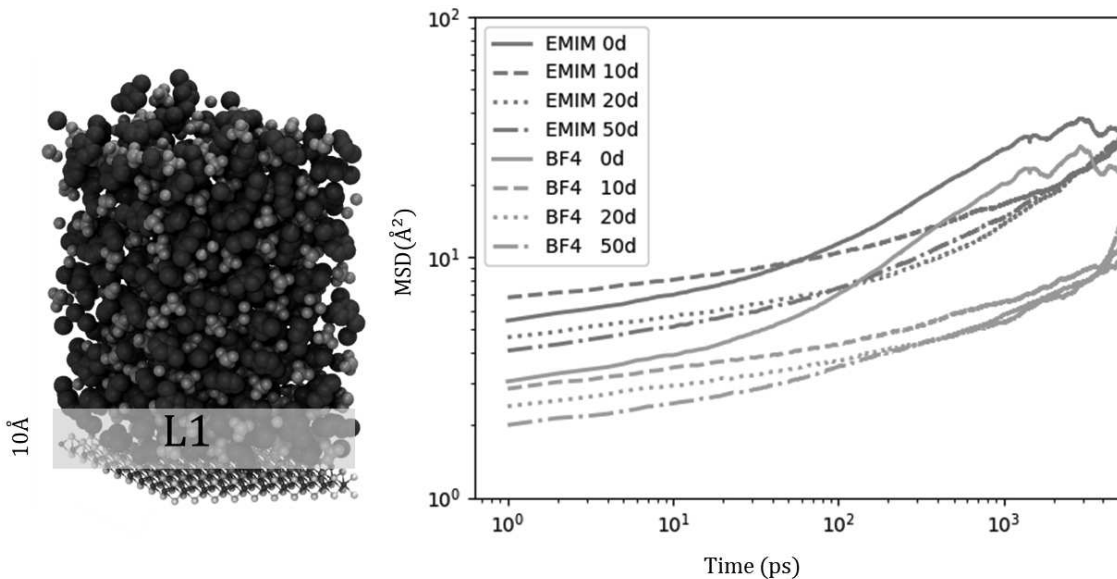 10Å
L1
MSD(Å²)
10²
10¹
10⁰
EMIM 0d
EMIM 10d
EMIM 20d
EMIM 50d
BF4 0d
BF4 10d
BF4 20d
BF4 50d
10⁰ 10¹ 10² 10³
Time (ps)